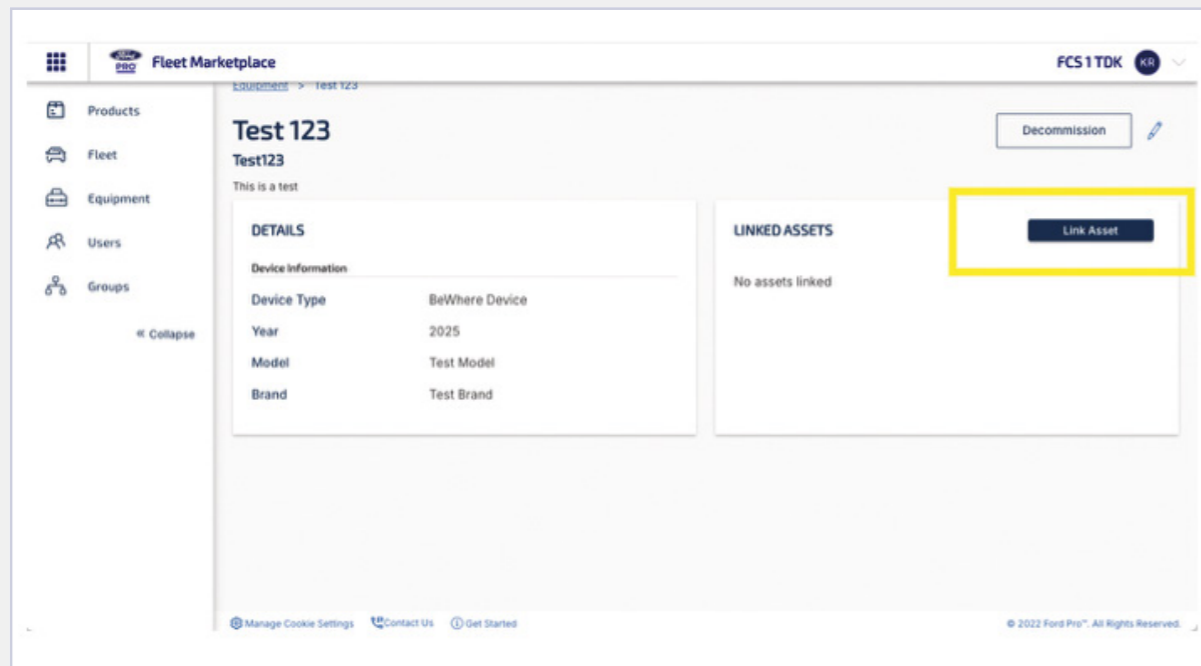 Ford
PRO
Fleet Marketplace
FCS 1 TDK
KR
Products
Fleet
Equipment
Users
Groups
« Collapse
Equipment > Test 123
Test 123
Test123
This is a test
Decommission
DETAILS
Device Information
Device Type BeWhere Device
Year 2025
Model Test Model
Brand Test Brand
LINKED ASSETS
Link Asset
No assets linked
Manage Cookie Settings Contact Us Get Started
© 2022 Ford Pro™. All Rights Reserved.